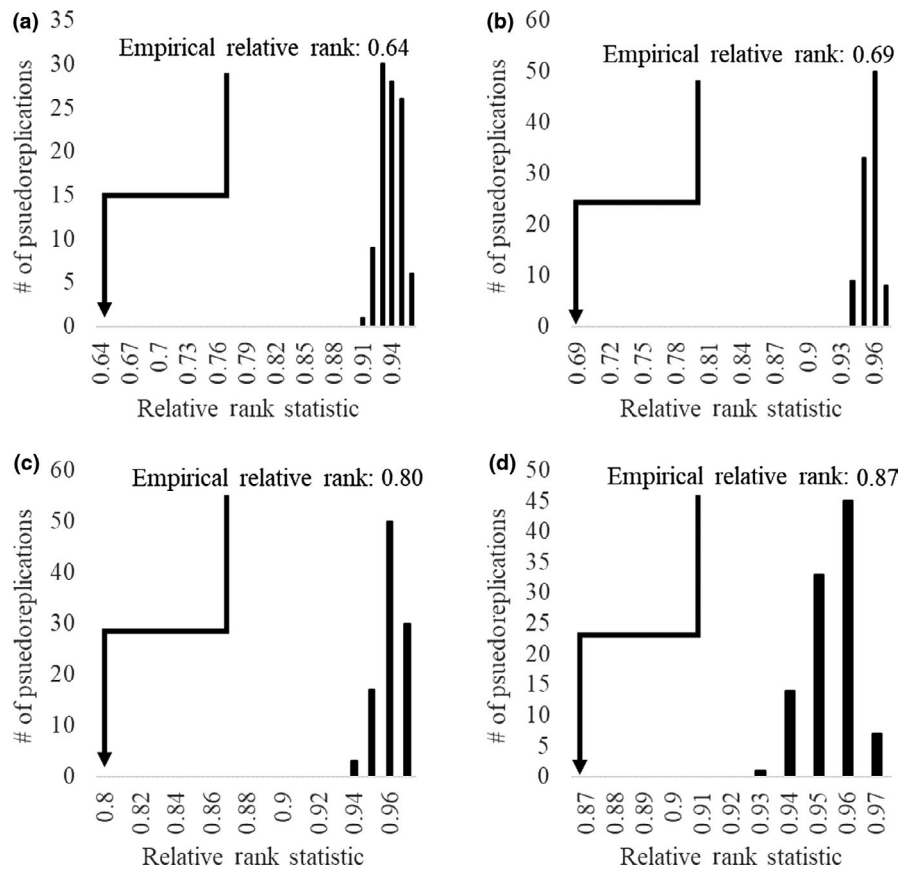 (a)
Empirical relative rank: 0.64
# of psuedoreplications
35
30
25
20
15
10
5
0
0.64 0.67 0.7 0.73 0.76 0.79 0.82 0.85 0.88 0.91 0.94
Relative rank statistic
(b)
Empirical relative rank: 0.69
# of psuedoreplications
60
50
40
30
20
10
0
0.69 0.72 0.75 0.78 0.81 0.84 0.87 0.9 0.93 0.96
Relative rank statistic
(c)
Empirical relative rank: 0.80
# of psuedoreplications
60
50
40
30
20
10
0
0.8 0.82 0.84 0.86 0.88 0.9 0.92 0.94 0.96
Relative rank statistic
(d)
Empirical relative rank: 0.87
# of psuedoreplications
50
45
40
35
30
25
20
15
10
5
0
0.87 0.88 0.89 0.9 0.91 0.92 0.93 0.94 0.95 0.96 0.97
Relative rank statistic